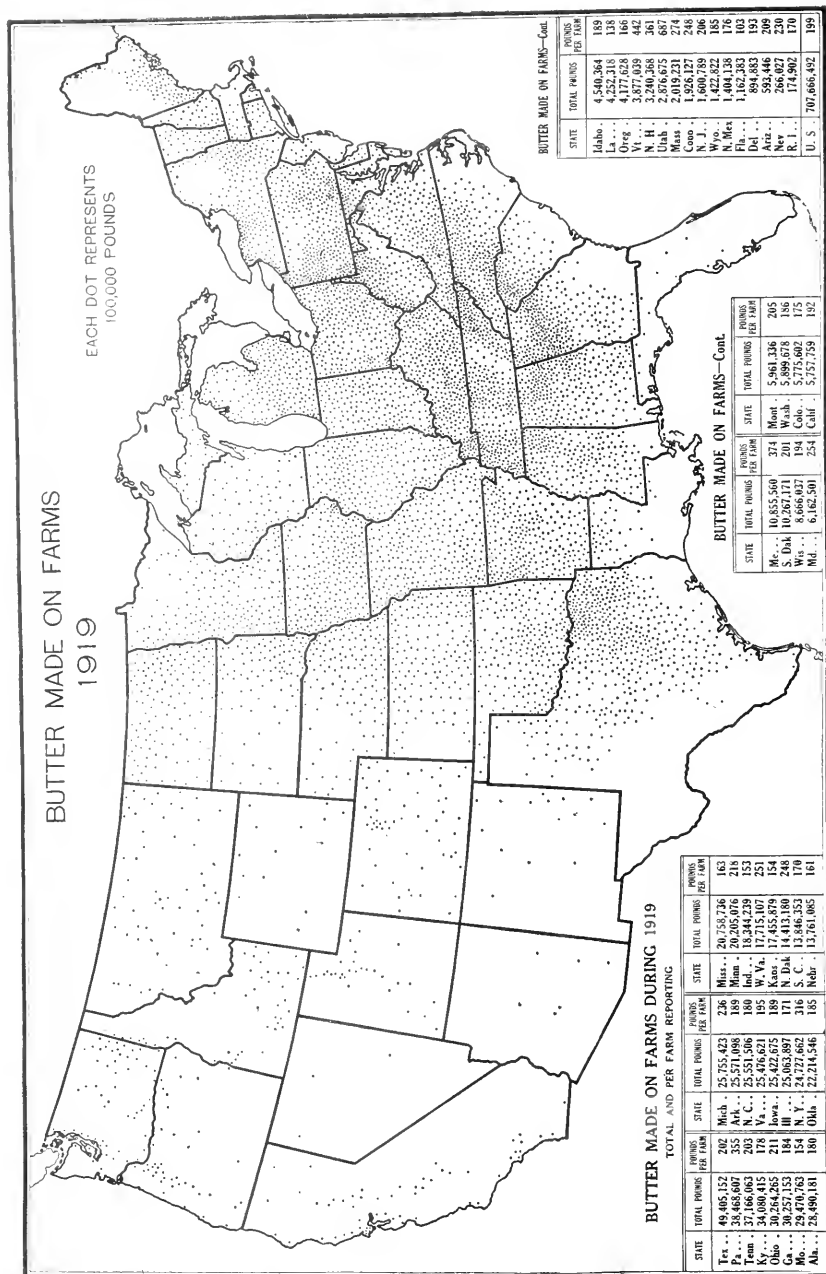 BUTTER MADE ON FARMS
1919
EACH DOT REPRESENTS
100,000 POUNDS
BUTTER MADE ON FARMS DURING 1919
TOTAL AND PER FARM REPORTING
STATE TOTAL POUNDS POUNDS PER FARM STATE TOTAL POUNDS POUNDS PER FARM STATE TOTAL POUNDS POUNDS PER FARM
Tex.. 49,405,152 202 Mich. 25,755,423 236 Miss.. 20,758,736 163
Pa... 38,468,607 355 Ark.. 25,571,098 189 Minn. 20,205,076 218
Tenn. 37,166,063 203 N. C.. 25,551,506 180 Ind... 18,344,239 153
Ky... 34,080,415 178 Va... 25,476,621 195 W. Va. 17,715,107 251
Ohio. 30,264,265 211 Iowa.. 25,422,675 189 Kans. 17,455,879 154
Ga... 30,257,153 184 Ill... 25,063,897 171 N. Dak 14,413,180 248
Mo... 29,470,763 154 N. Y.. 24,727,662 316 S. C.. 13,846,353 170
Ala... 28,490,181 180 Okla 22,214,546 185 Nebr. 13,761,085 161
BUTTER MADE ON FARMS—Cont.
STATE TOTAL POUNDS POUNDS PER FARM STATE TOTAL POUNDS POUNDS PER FARM
Me... 10,855,560 374 Mont. 5,961,336 205
S. Dak 10,267,171 201 Wash. 5,899,678 186
Wis.. 8,666,037 194 Colo.. 5,775,602 175
Md... 6,162,501 254 Calif 5,757,759 192
BUTTER MADE ON FARMS—Cont.
STATE TOTAL POUNDS POUNDS PER FARM
Idaho. 4,540,364 189
La... 4,252,318 138
Oreg. 4,177,628 166
Vt... 3,877,039 442
N. H. 3,240,368 361
Utah. 2,876,675 687
Mass. 2,019,231 274
Conn. 1,926,127 248
N. J.. 1,600,789 206
Wyo.. 1,422,822 185
N. Mex 1,404,138 176
Fla... 1,162,383 103
Del... 894,883 193
Ariz.. 593,446 209
Nev.. 266,027 230
R. I.. 174,902 170
U. S. 707,666,492 199